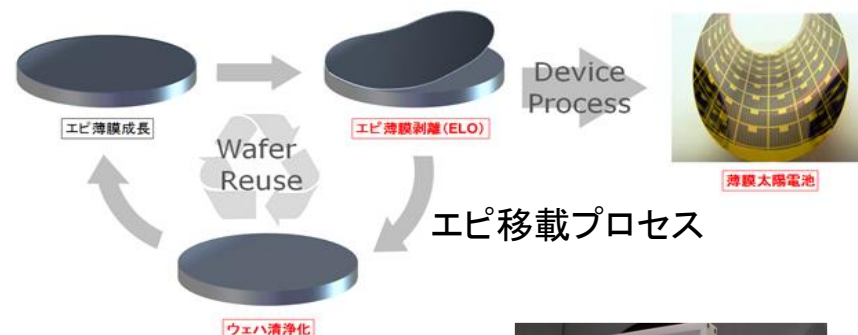 エピ薄膜成長
エピ薄膜剥離(ELO)
Device
Process
薄膜太陽電池
Wafer
Reuse
エピ移載プロセス
ウェハ清浄化